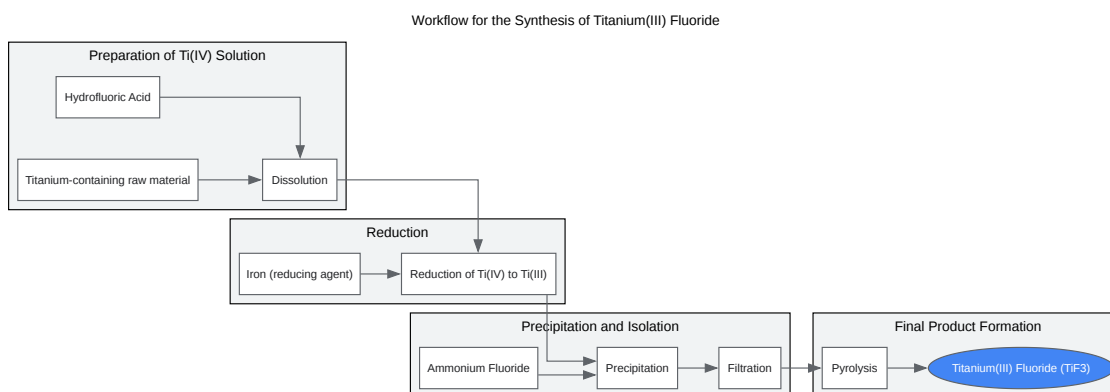 Workflow for the Synthesis of Titanium(III) Fluoride
Preparation of Ti(IV) Solution
Hydrofluoric Acid
Titanium-containing raw material
Dissolution
Reduction
Iron (reducing agent)
Reduction of Ti(IV) to Ti(III)
Precipitation and Isolation
Ammonium Fluoride
Precipitation
Filtration
Final Product Formation
Pyrolysis
Titanium(III) Fluoride (TiF3)